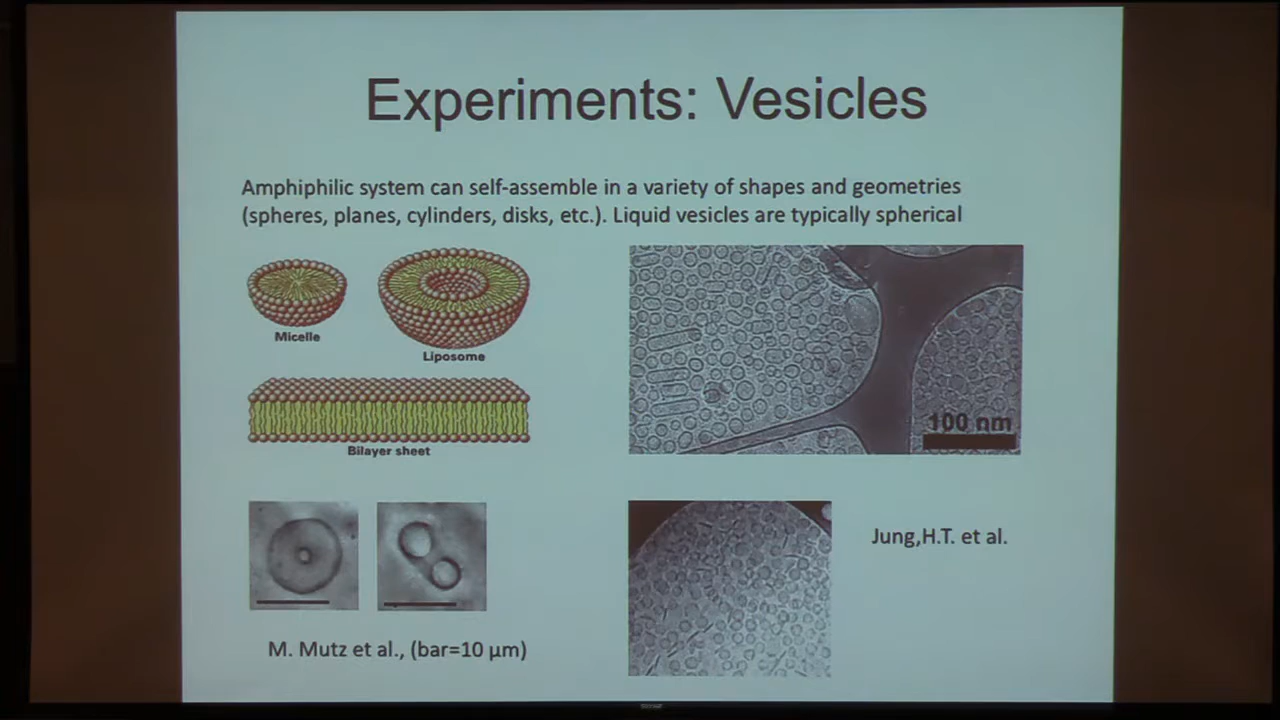 Experiments: Vesicles
Amphiphilic system can self-assemble in a variety of shapes and geometries
(spheres, planes, cylinders, disks, etc.). Liquid vesicles are typically spherical
Micelle
Liposome
Bilayer sheet
100 nm
Jung,H.T. et al.
M. Mutz et al., (bar=10 µm)